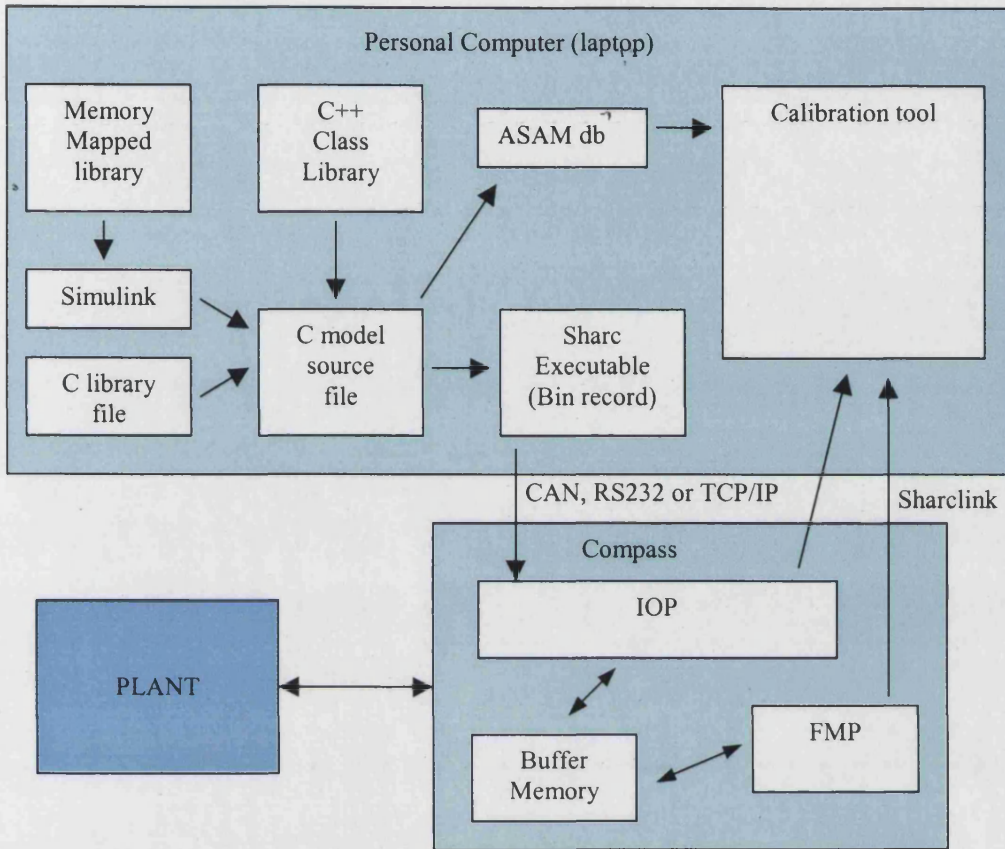 Personal Computer (laptop)
Memory
Mapped
library
C++
Class
Library
ASAM db
Calibration tool
Simulink
C library
file
C model
source
file
Sharc
Executable
(Bin record)
CAN, RS232 or TCP/IP
Sharclink
Compass
IOP
PLANT
Buffer
Memory
FMP